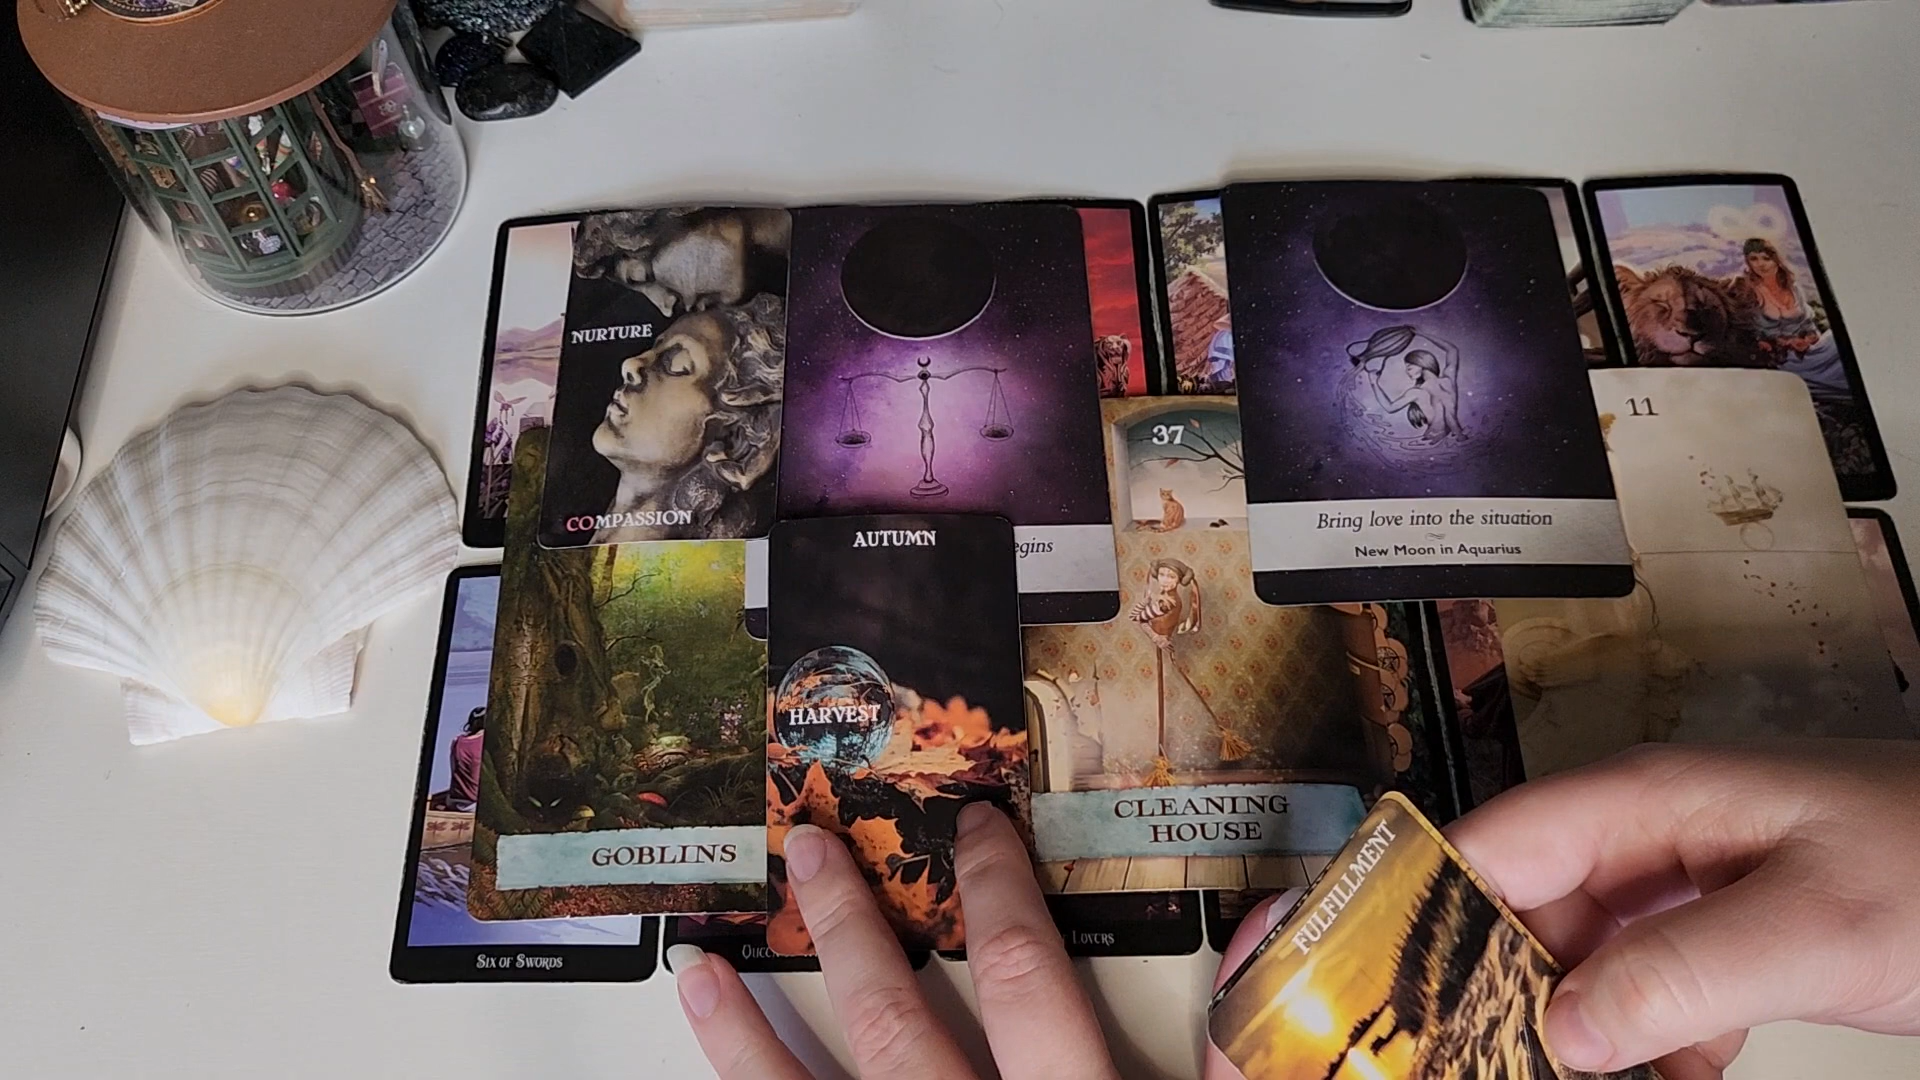 NURTURE
COMPASSION
37
11
Bring love into the situation
New Moon in Aquarius
egins
AUTUMN
HARVEST
CLEANING
HOUSE
GOBLINS
FULFILLMENT
Six of Swords
Lovers